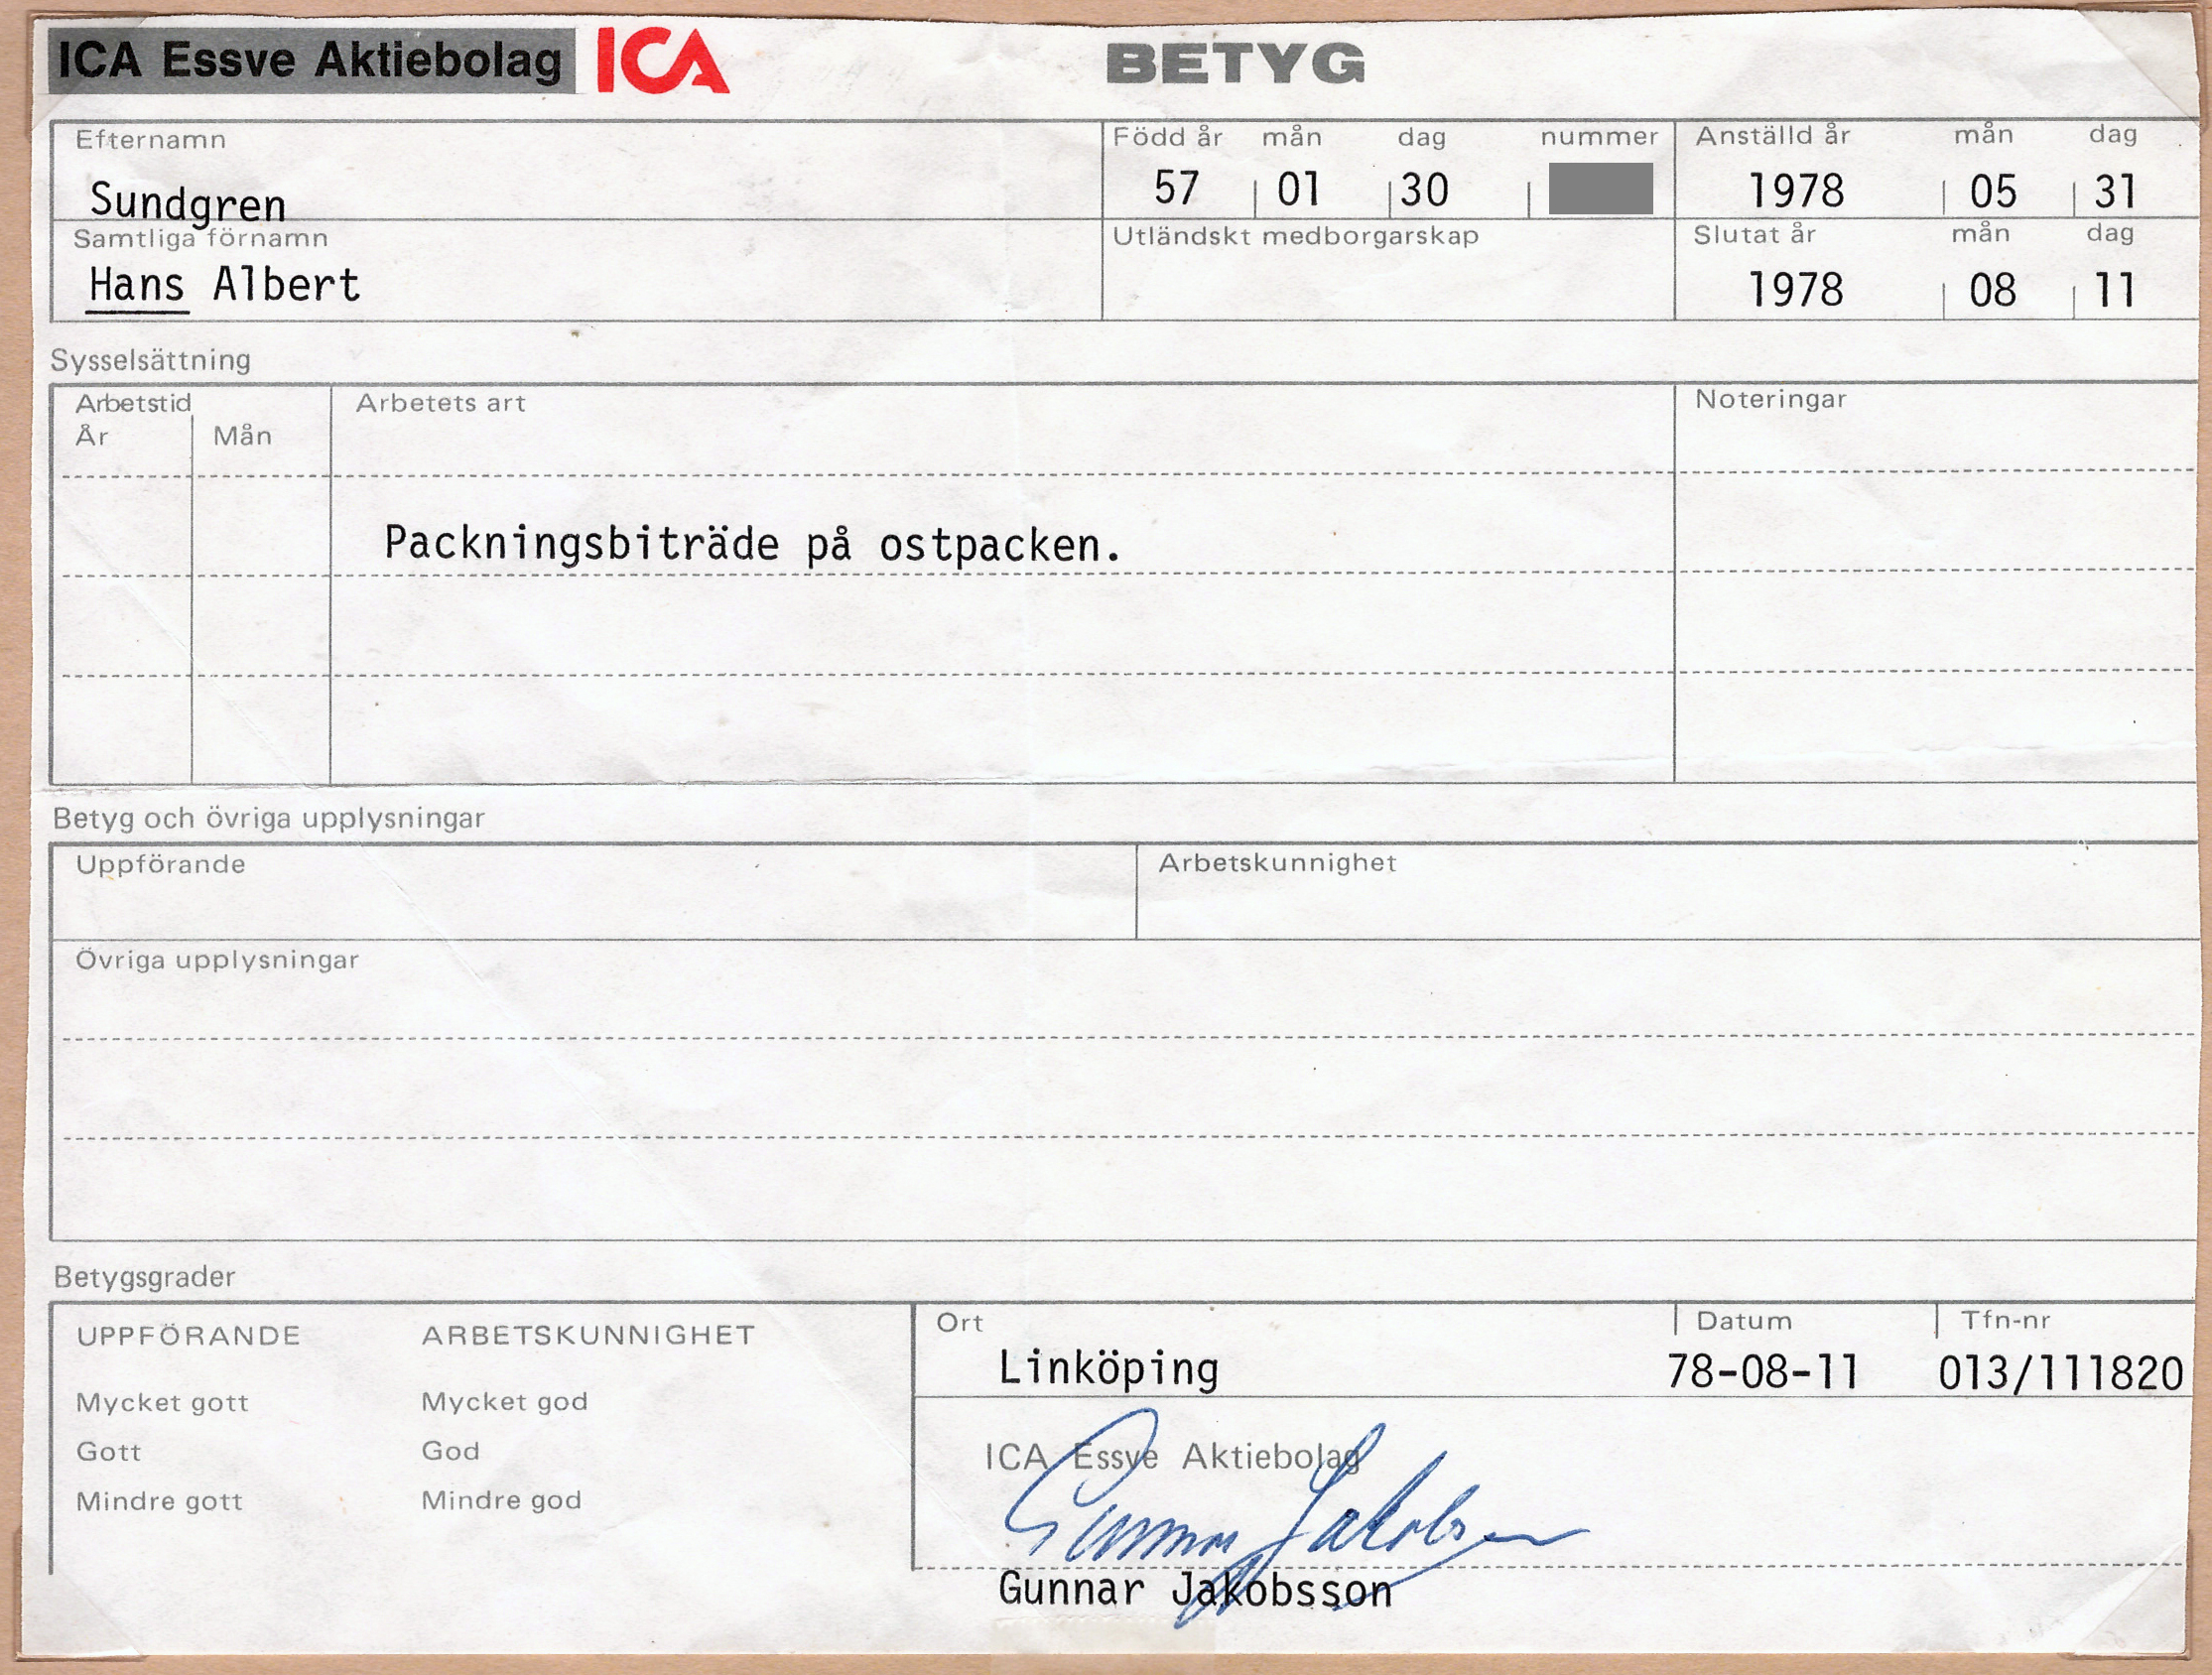 ICA Essve Aktiebolag ICA BETYG
Efternamn Född år mån dag nummer Anställd år mån dag
Sundgren 57 01 30 1978 05 31
Samtliga förnamn Utländskt medborgarskap Slutat år mån dag
Hans Albert 1978 08 11
Sysselsättning
Arbetstid Arbetets art Noteringar
År Mån
Packningsbiträde på ostpacken.
Betyg och övriga upplysningar
Uppförande Arbetskunnighet
Övriga upplysningar
Betygsgrader
UPPFÖRANDE ARBETSKUNNIGHET Ort Datum Tfn-nr
Linköping 78-08-11 013/111820
Mycket gott Mycket god
Gott God ICA Essve Aktiebolag
Mindre gott Mindre god
Gunnar Jakobsson
Gunnar Jakobsson